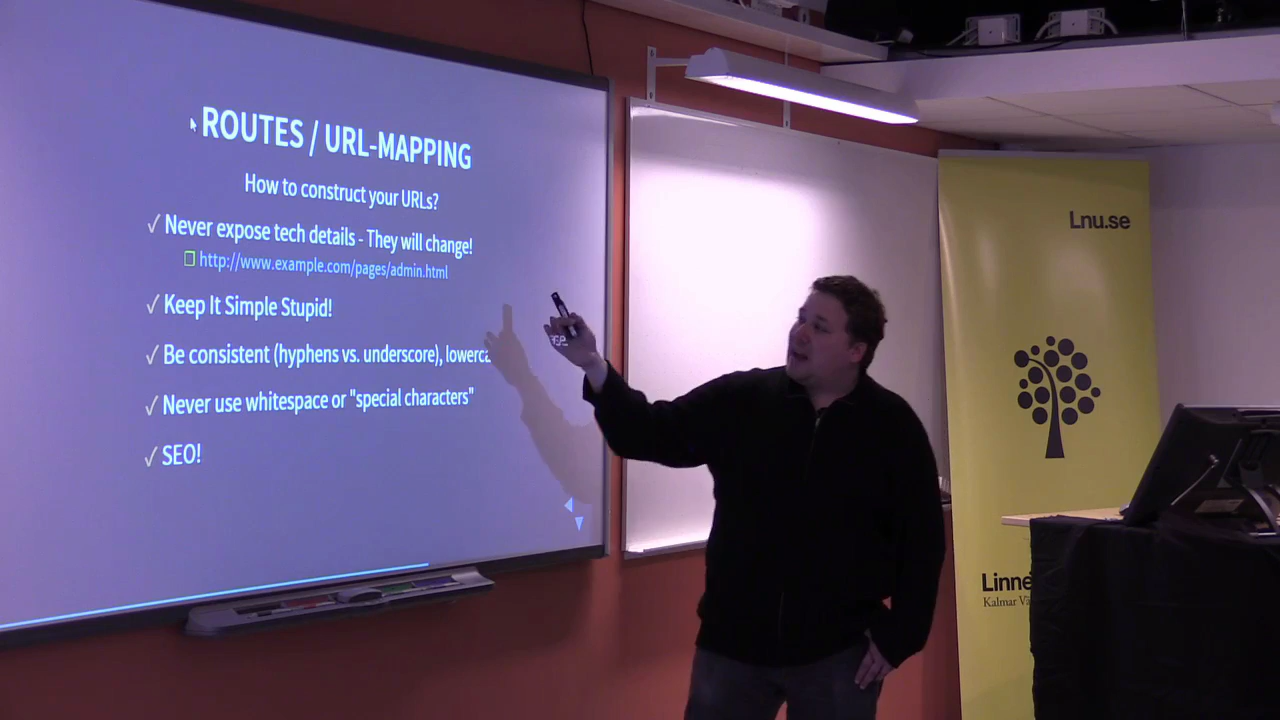 ROUTES / URL-MAPPING
How to construct your URLs?
✓ Never expose tech details - They will change!
http://www.example.com/pages/admin.html
✓ Keep It Simple Stupid!
✓ Be consistent (hyphens vs. underscore),
✓ Never use whitespace or "special characters"
✓ SEO!
Lnu.se
Kalmar